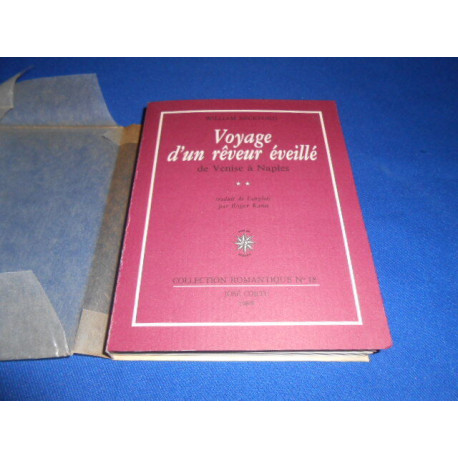 WILLIAM BECKFORD
Voyage
d'un rêveur éveillé
de Venise à Naples
traduit de l'anglais
par Roger Kann
COLLECTION ROMANTIQUE N° 18
JOSÉ CORTI